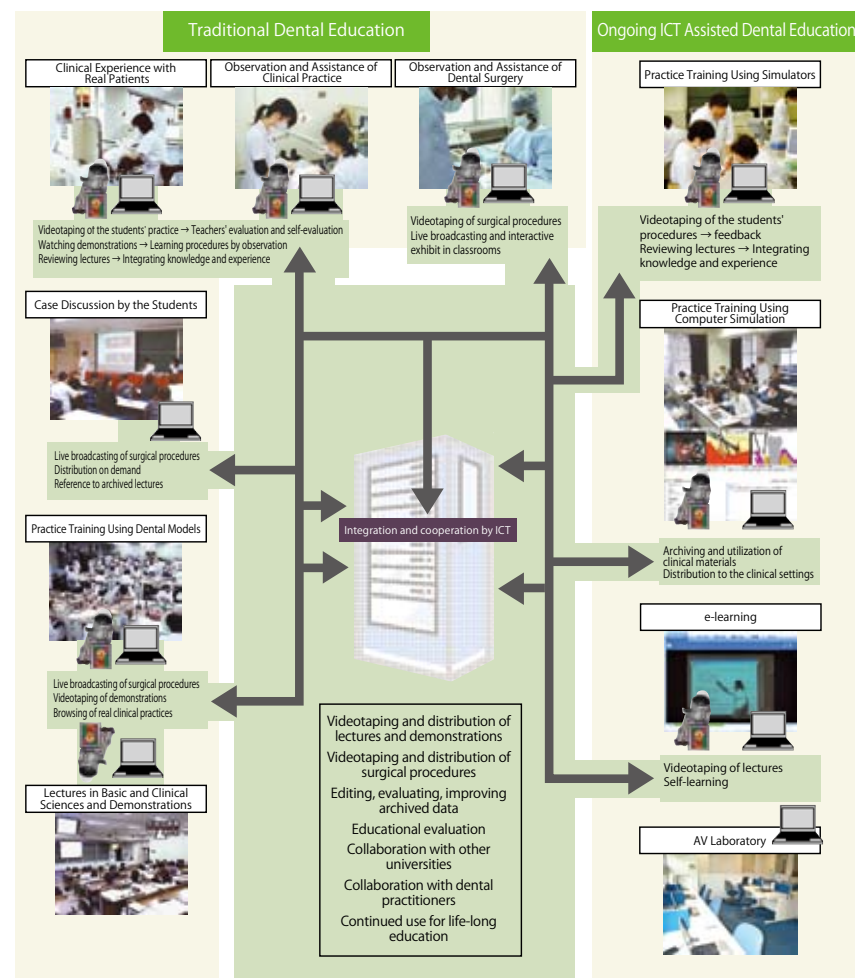 Traditional Dental Education
Ongoing ICT Assisted Dental Education
Clinical Experience with
Real Patients
Observation and Assistance of
Clinical Practice
Observation and Assistance of
Dental Surgery
Practice Training Using Simulators
Videotaping of the students' practice → Teachers' evaluation and self-evaluation
Watching demonstrations → Learning procedures by observation
Reviewing lectures → Integrating knowledge and experience
Videotaping of surgical procedures
Live broadcasting and interactive
exhibit in classrooms
Videotaping of the students'
procedures → feedback
Reviewing lectures → Integrating
knowledge and experience
Case Discussion by the Students
Practice Training Using
Computer Simulation
Live broadcasting of surgical procedures
Distribution on demand
Reference to archived lectures
Integration and cooperation by ICT
Practice Training Using Dental Models
Archiving and utilization of
clinical materials
Distribution to the clinical settings
e-learning
Live broadcasting of surgical procedures
Videotaping of demonstrations
Browsing of real clinical practices
Videotaping and distribution of
lectures and demonstrations
Videotaping and distribution of
surgical procedures
Editing, evaluating, improving
archived data
Educational evaluation
Collaboration with other
universities
Collaboration with dental
practitioners
Continued use for life-long
education
Videotaping of lectures
Self-learning
Lectures in Basic and Clinical
Sciences and Demonstrations
AV Laboratory